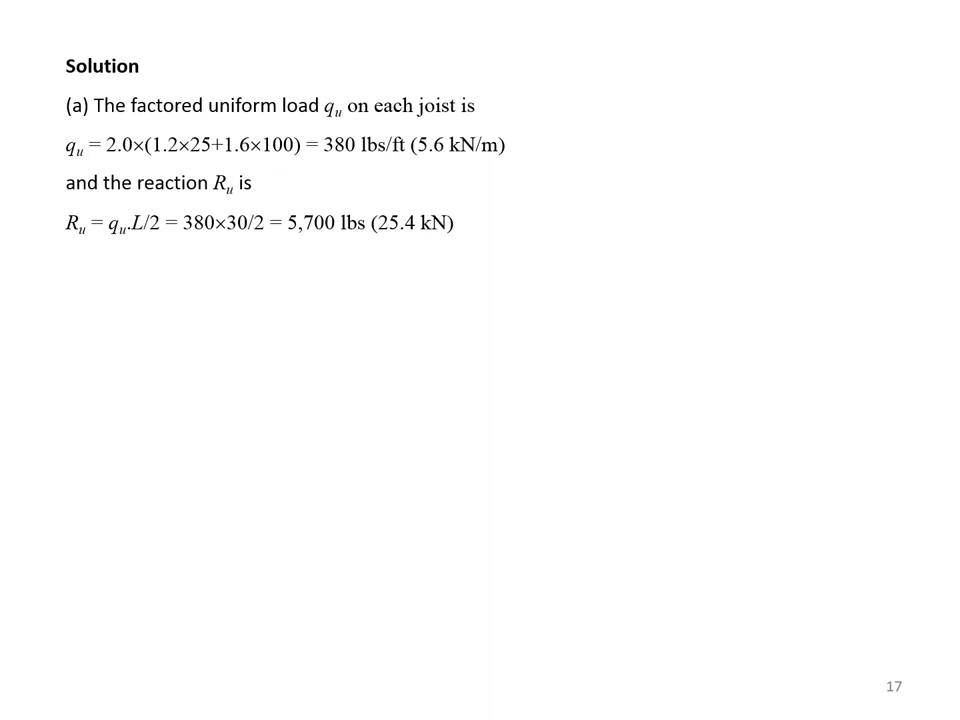 Solution
(a) The factored uniform load qu on each joist is
qu = 2.0×(1.2×25+1.6×100) = 380 lbs/ft (5.6 kN/m)
and the reaction Ru is
Ru = qu.L/2 = 380×30/2 = 5,700 lbs (25.4 kN)
17